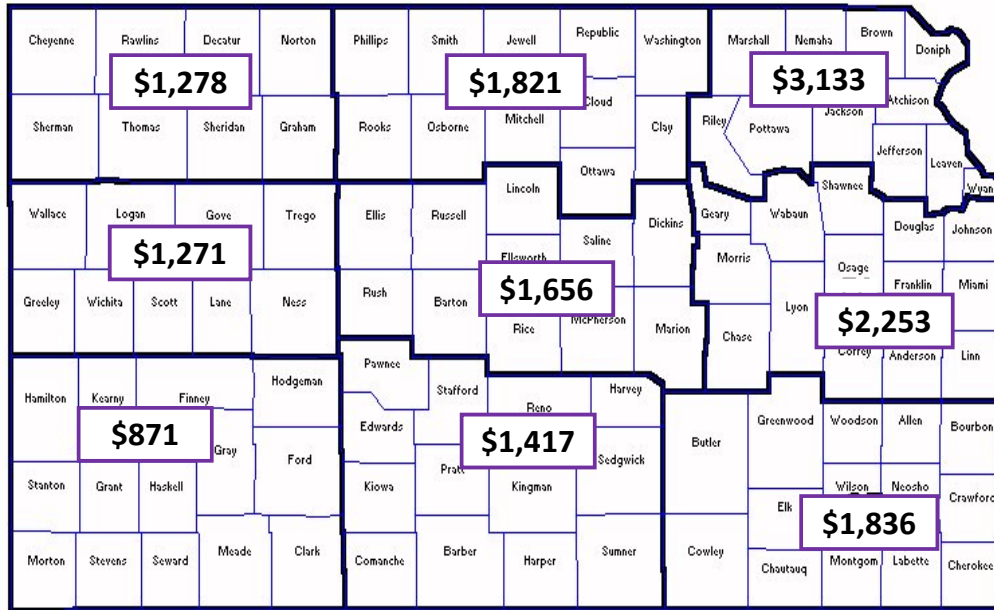 Cheyenne Rawlins Decatur Norton Phillips Smith Jewell Republic Washington Marshall Nemaha Brown Doniph
$1,278 $1,821 $3,133
Sherman Thomas Sheridan Graham Rooks Osborne Mitchell Cloud Clay Riley Pottawa Jackson Atchison
Jefferson Leaven Wyan
Ottawa
Wallace Logan Gove Trego Ellis Russell Lincoln Saline Dickins Geary Wabaun Shawnee Douglas Johnson
$1,271
Ellsworth Morris Osage Franklin Miami
Greeley Wichita Scott Lane Ness Rush Barton $1,656 Lyon
Rice McPherson Marion Chase $2,253
Coffey Anderson Linn
Hamilton Kearny Finney Hodgeman Pawnee Stafford Reno Harvey
$871 Gray Ford Edwards $1,417 Sedgwick Butler Greenwood Woodson Allen Bourbon
Stanton Grant Haskell Kiowa Pratt Kingman Elk Wilson Neosho Crawford
$1,836
Morton Stevens Seward Meade Clark Comanche Barber Harper Sumner Cowley Chautauq Montgom Labette Cherokee